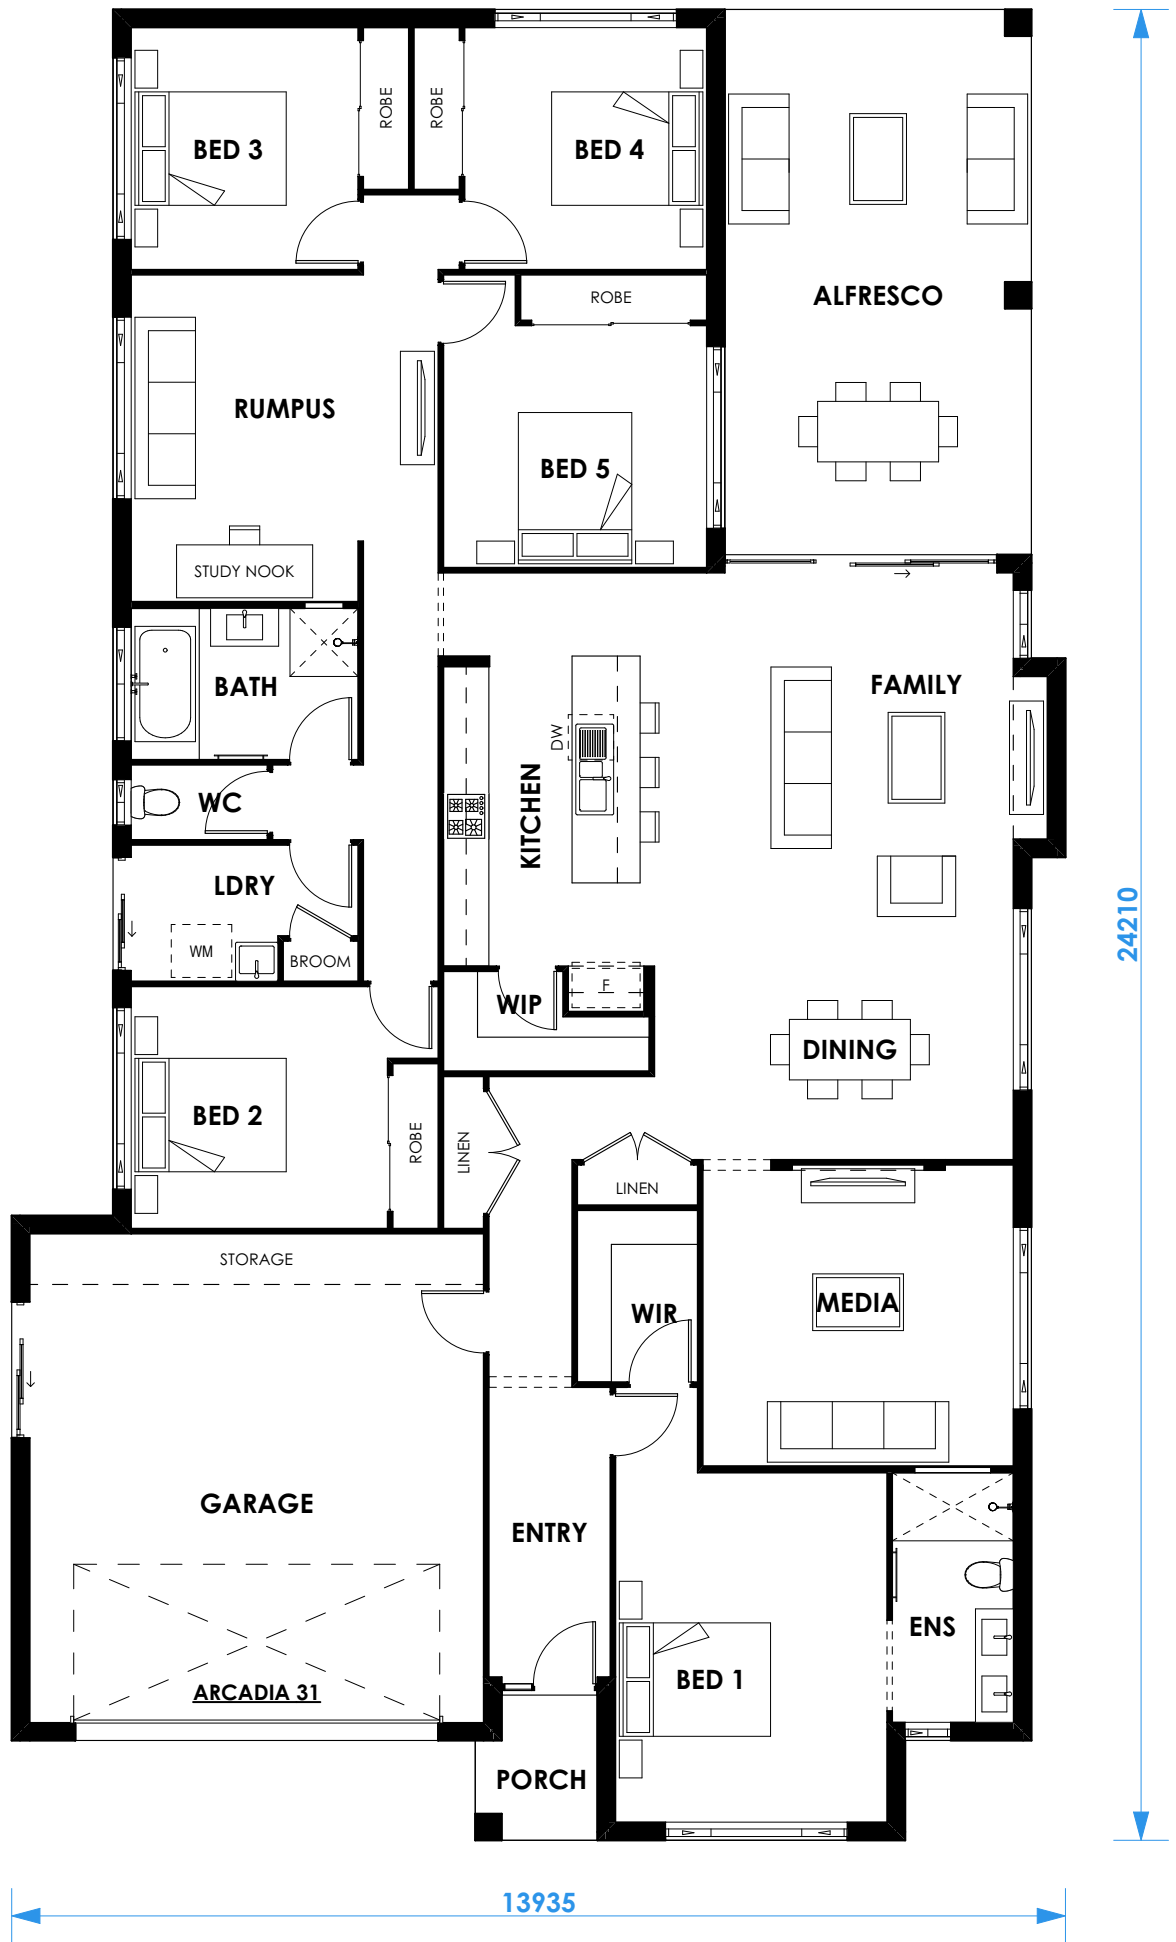 BED 3
ROBE
ROBE
BED 4
ALFRESCO
ROBE
RUMPUS
BED 5
STUDY NOOK
BATH
FAMILY
DW
KITCHEN
WC
LDRY
WM
BROOM
24210
WIP
F
DINING
BED 2
ROBE
LINEN
LINEN
STORAGE
WIR
MEDIA
GARAGE
ENTRY
ENS
BED 1
ARCADIA 31
PORCH
13935